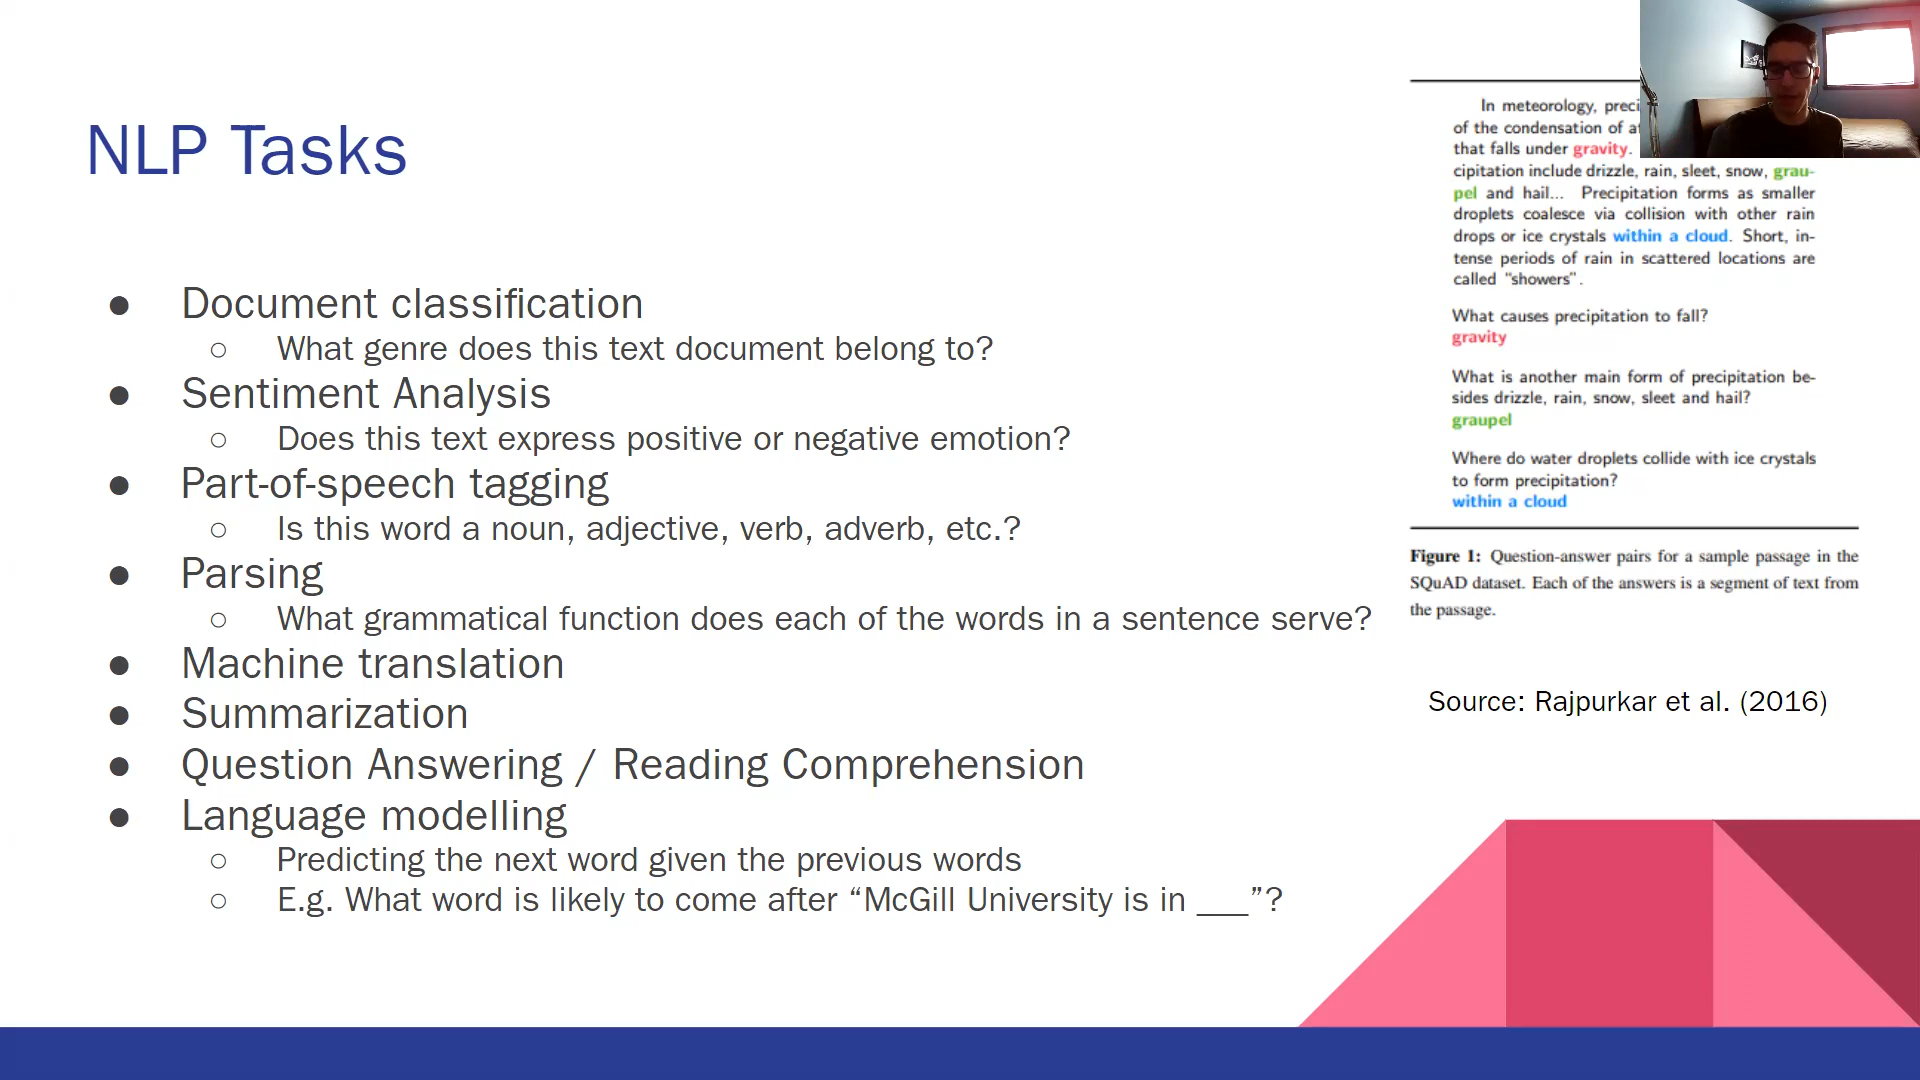 NLP Tasks
● Document classification
○ What genre does this text document belong to?
● Sentiment Analysis
○ Does this text express positive or negative emotion?
● Part-of-speech tagging
○ Is this word a noun, adjective, verb, adverb, etc.?
● Parsing
○ What grammatical function does each of the words in a sentence serve?
● Machine translation
● Summarization
● Question Answering / Reading Comprehension
● Language modelling
○ Predicting the next word given the previous words
○ E.g. What word is likely to come after “McGill University is in ___”?
In meteorology,
of the condensation of
that falls under gravity.
cipitation include drizzle, rain, sleet, snow, grau-
pel and hail... Precipitation forms as smaller
droplets coalesce via collision with other rain
drops or ice crystals within a cloud. Short, in-
tense periods of rain in scattered locations are
called “showers”.
What causes precipitation to fall?
gravity
What is another main form of precipitation be-
sides drizzle, rain, snow, sleet and hail?
graupel
Where do water droplets collide with ice crystals
to form precipitation?
within a cloud
Figure 1: Question-answer pairs for a sample passage in the
SQuAD dataset. Each of the answers is a segment of text from
the passage.
Source: Rajpurkar et al. (2016)